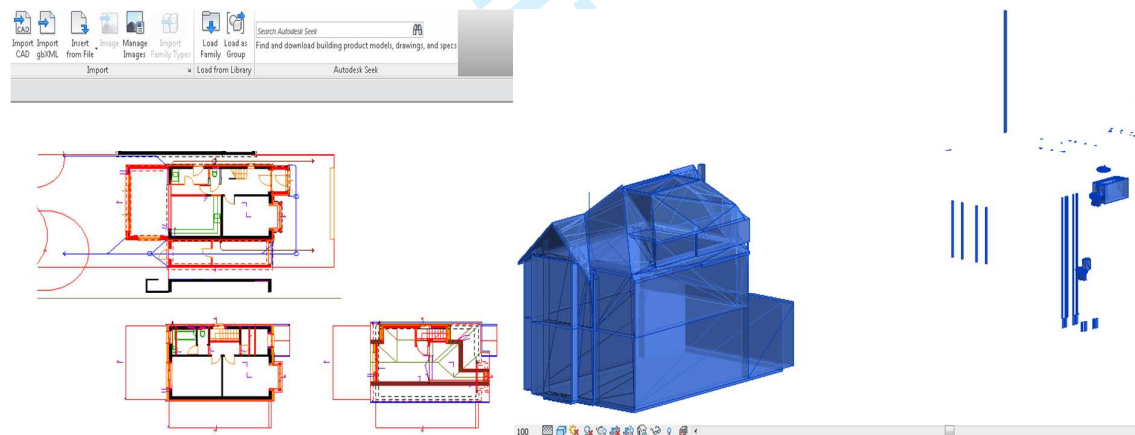 Import Import Insert Image Manage Import Load Load as
CAD gbXML from File Images Family Types Family Group
Search Autodesk Seek
Find and download building product models, drawings, and specs
Import Load from Library Autodesk Seek
100